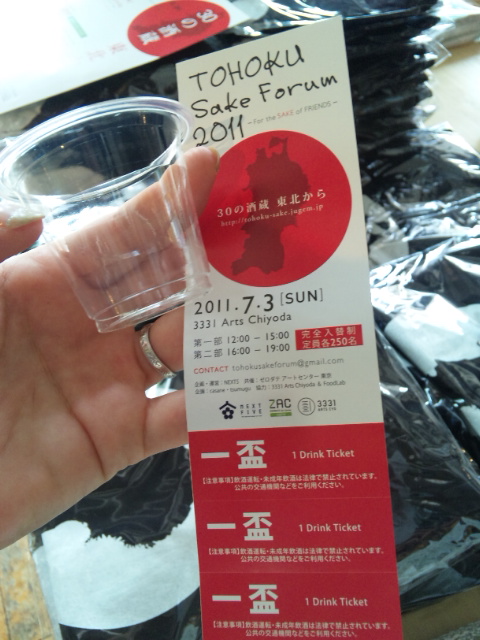 30の酒蔵
TOHOKU
Sake Forum
2011 -For the SAKE of FRIENDS-
30の酒蔵 東北から
http://tohoku-sake.jugem.jp
2011.7.3 [SUN]
3331 Arts Chiyoda
第一部 12:00 – 15:00
第二部 16:00 – 19:00
完全入替制
定員各250名
CONTACT tohokusakeforum@gmail.com
NEXT FIVE
ZAC
3331
一盃 1 Drink Ticket
【注意事項】飲酒運転・未成年飲酒は法律で禁止されています。
公共の交通機関などをご利用ください。
一盃 1 Drink Ticket
【注意事項】飲酒運転・未成年飲酒は法律で禁止されています。
公共の交通機関などをご利用ください。
一盃 1 Drink Ticket
【注意事項】飲酒運転・未成年飲酒は法律で禁止されています。
公共の交通機関などをご利用ください。